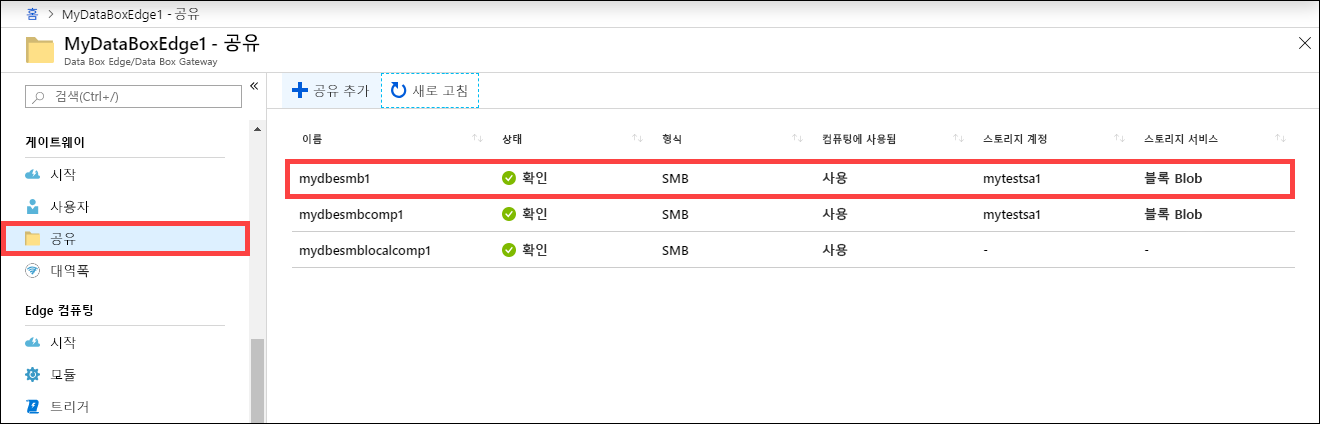 홈 > MyDataBoxEdge1 - 공유
MyDataBoxEdge1 - 공유
Data Box Edge/Data Box Gateway
검색(Ctrl+/)
«
게이트웨이
시작
사용자
공유
대역폭
Edge 컴퓨팅
시작
모듈
트리거
공유 추가 새로 고침
이름 상태 형식 컴퓨팅에 사용됨 스토리지 계정 스토리지 서비스
mydbesmb1 확인 SMB 사용 mytestsa1 블록 Blob
mydbesmbcomp1 확인 SMB 사용 mytestsa1 블록 Blob
mydbesmblocalcomp1 확인 SMB 사용 - -